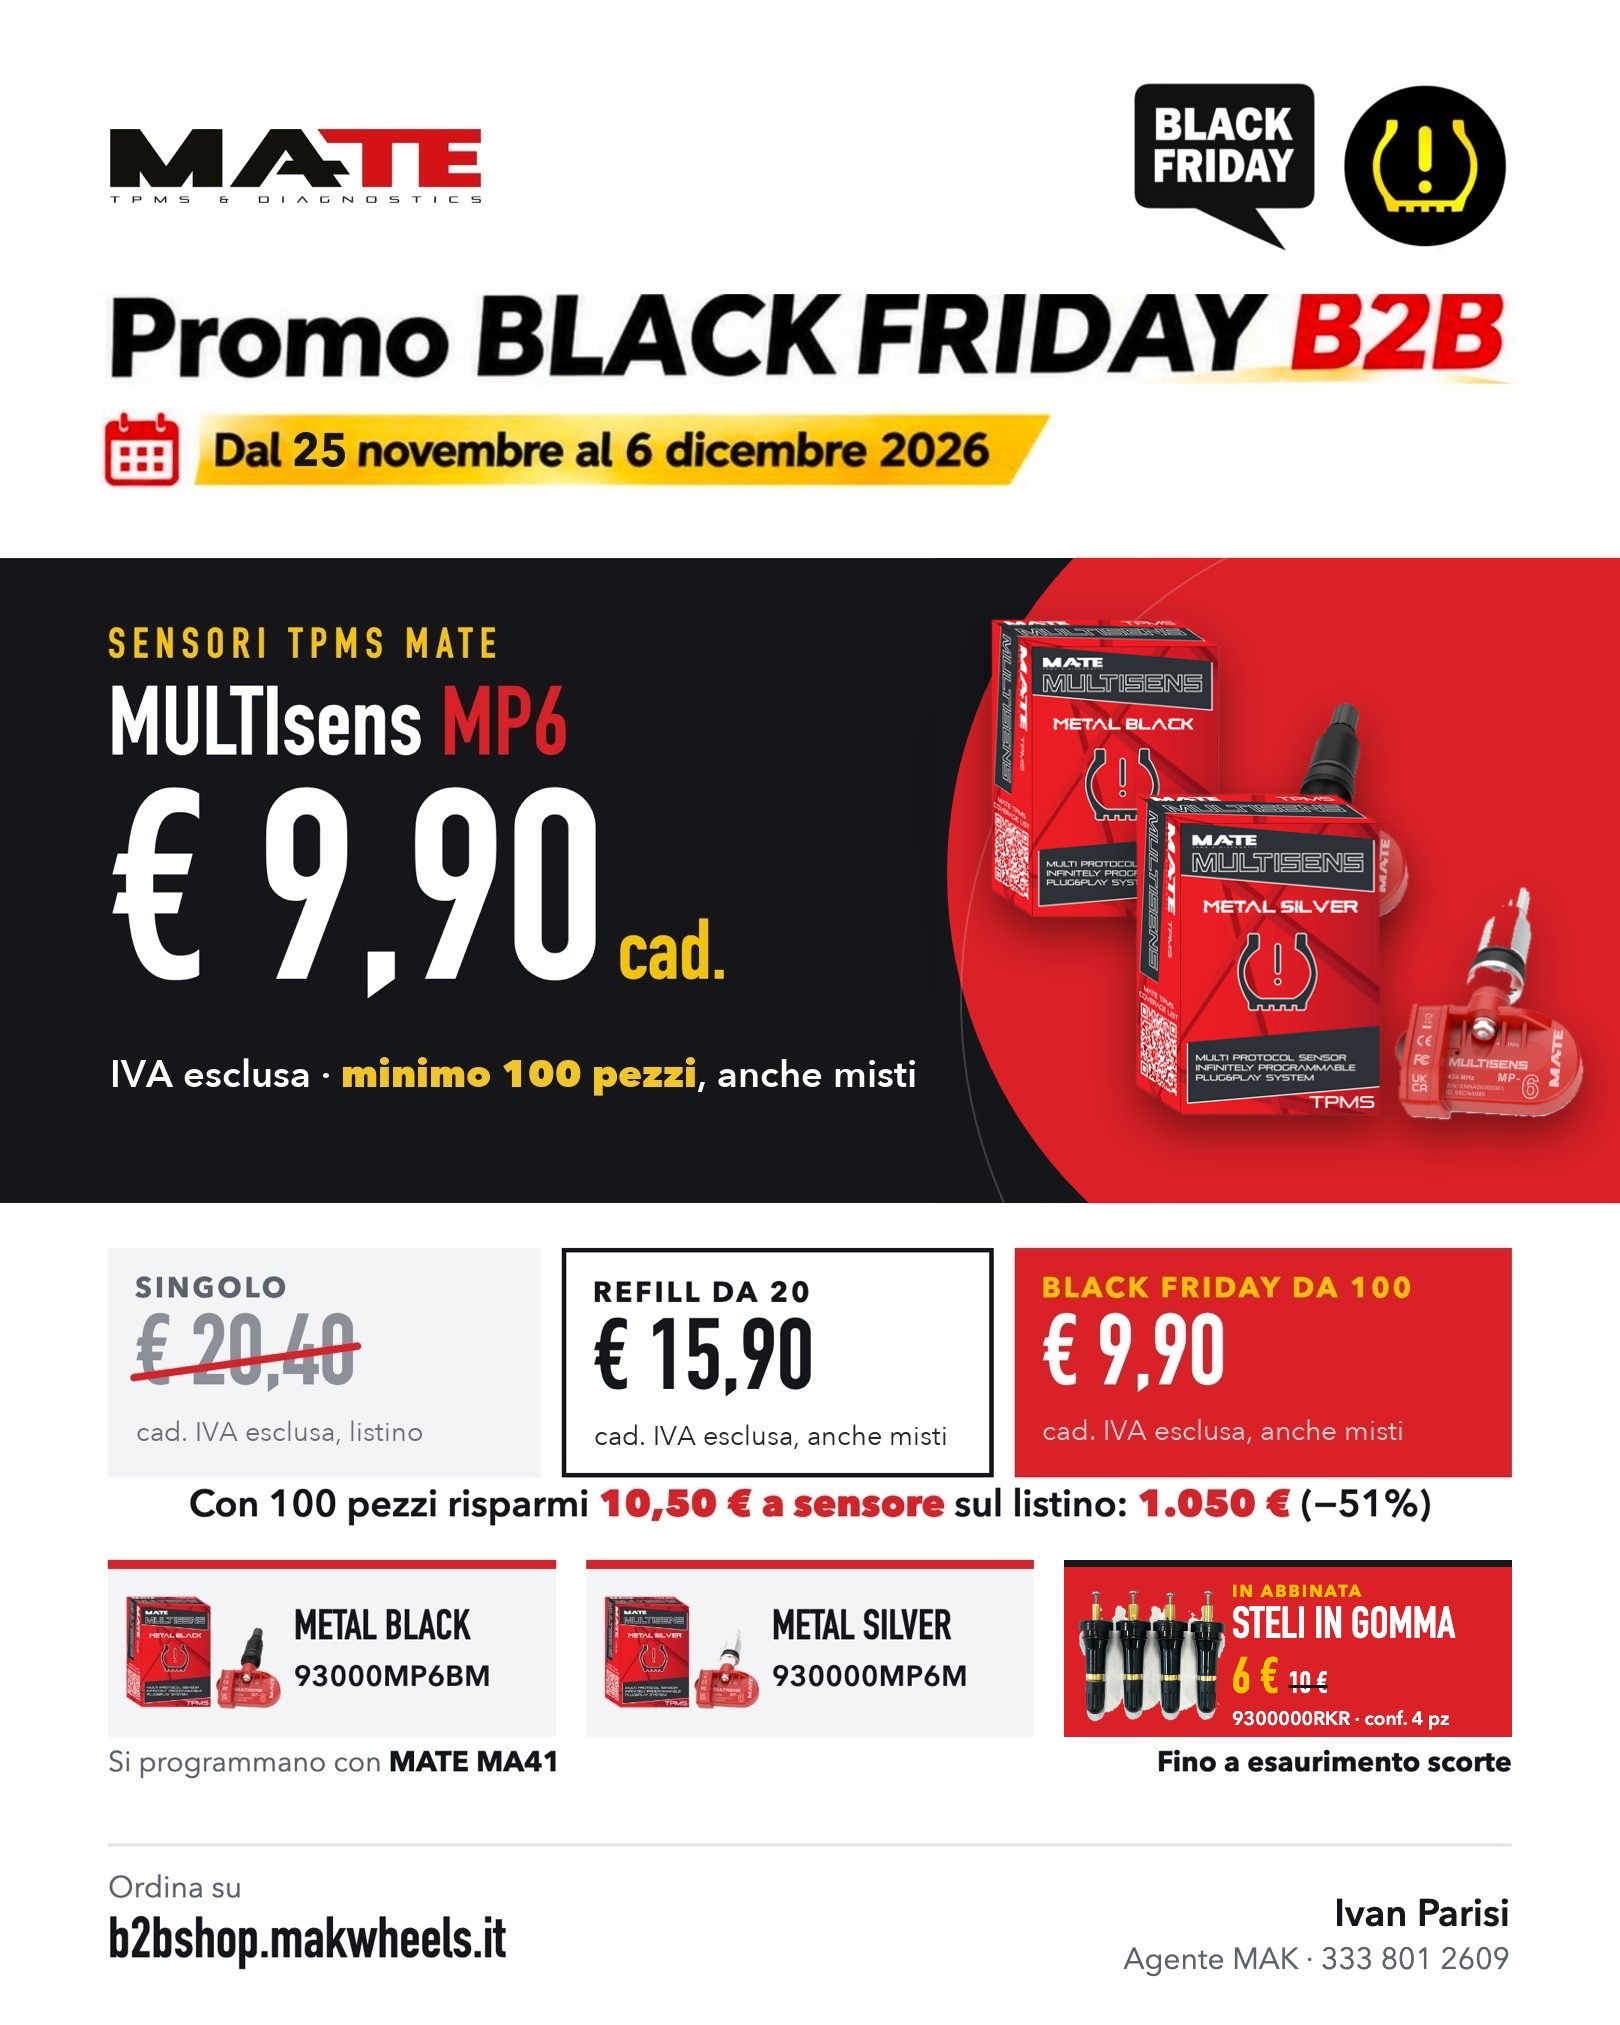 MATE
TPMS & DIAGNOSTICS
BLACK
FRIDAY
Promo BLACK FRIDAY B2B
Dal 25 novembre al 6 dicembre 2026
SENSORI TPMS MATE
MULTIsens MP6
€ 9,90 cad.
IVA esclusa · minimo 100 pezzi, anche misti
MATE
MULTISENS
METAL BLACK
MULTI PROTOCOL
PLUG&PLAY
MATE
MULTISENS
METAL SILVER
MULTI PROTOCOL SENSOR
INFINITELY PROGRAMMABLE
PLUG&PLAY SYSTEM
TPMS
MATE
MULTISENS
MP-6
MATE
SINGOLO
€ 20,40
cad. IVA esclusa, listino
REFILL DA 20
€ 15,90
cad. IVA esclusa, anche misti
BLACK FRIDAY DA 100
€ 9,90
cad. IVA esclusa, anche misti
Con 100 pezzi risparmi 10,50 € a sensore sul listino: 1.050 € (−51%)
METAL BLACK
93000MP6BM
METAL SILVER
930000MP6M
IN ABBINATA
STELI IN GOMMA
6 € 10 €
9300000RKR · conf. 4 pz
Si programmano con MATE MA41
Fino a esaurimento scorte
Ordina su
b2bshop.makwheels.it
Ivan Parisi
Agente MAK · 333 801 2609